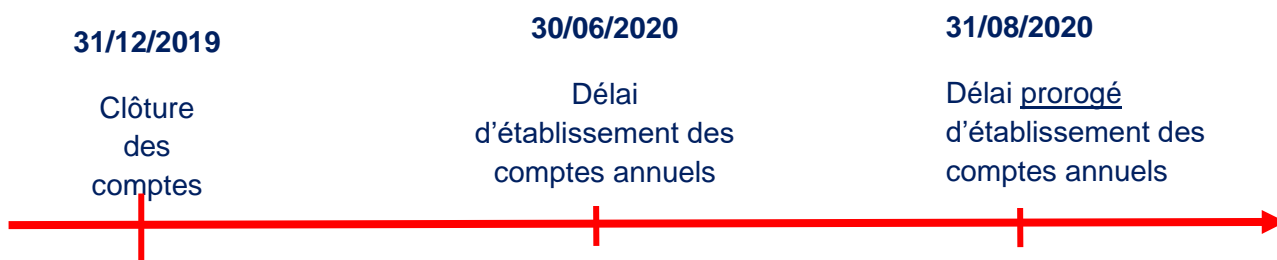 31/12/2019
Clôture
des
comptes
30/06/2020
Délai
d'établissement des
comptes annuels
31/08/2020
Délai prorogé
d'établissement des
comptes annuels